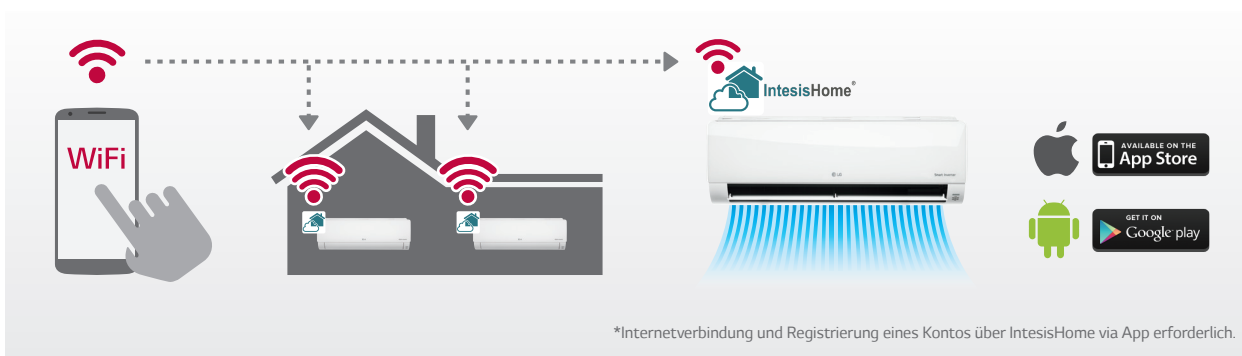 WiFi
IntesisHome®
LG
AVAILABLE ON THE
App Store
GET IT ON
Google play
*Internetverbindung und Registrierung eines Kontos über IntesisHome via App erforderlich.